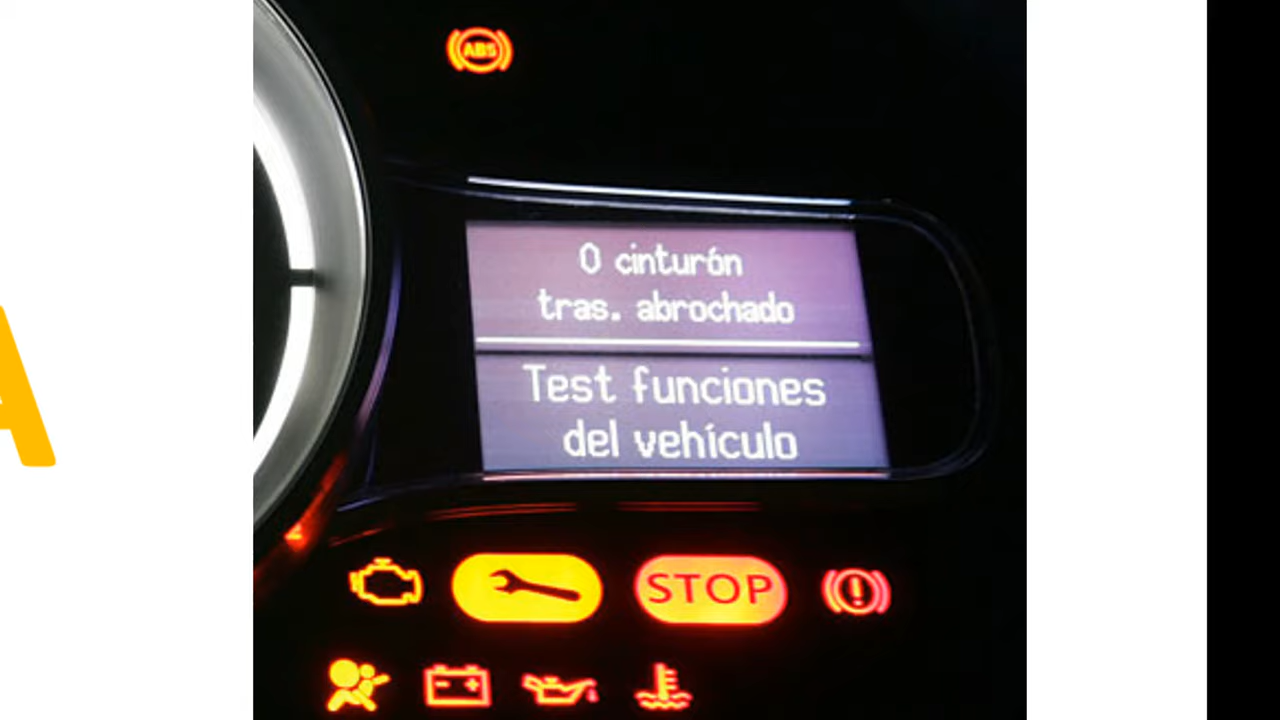 ABS
0 cinturón
tras. abrochado
Test funciones
del vehículo
STOP
A